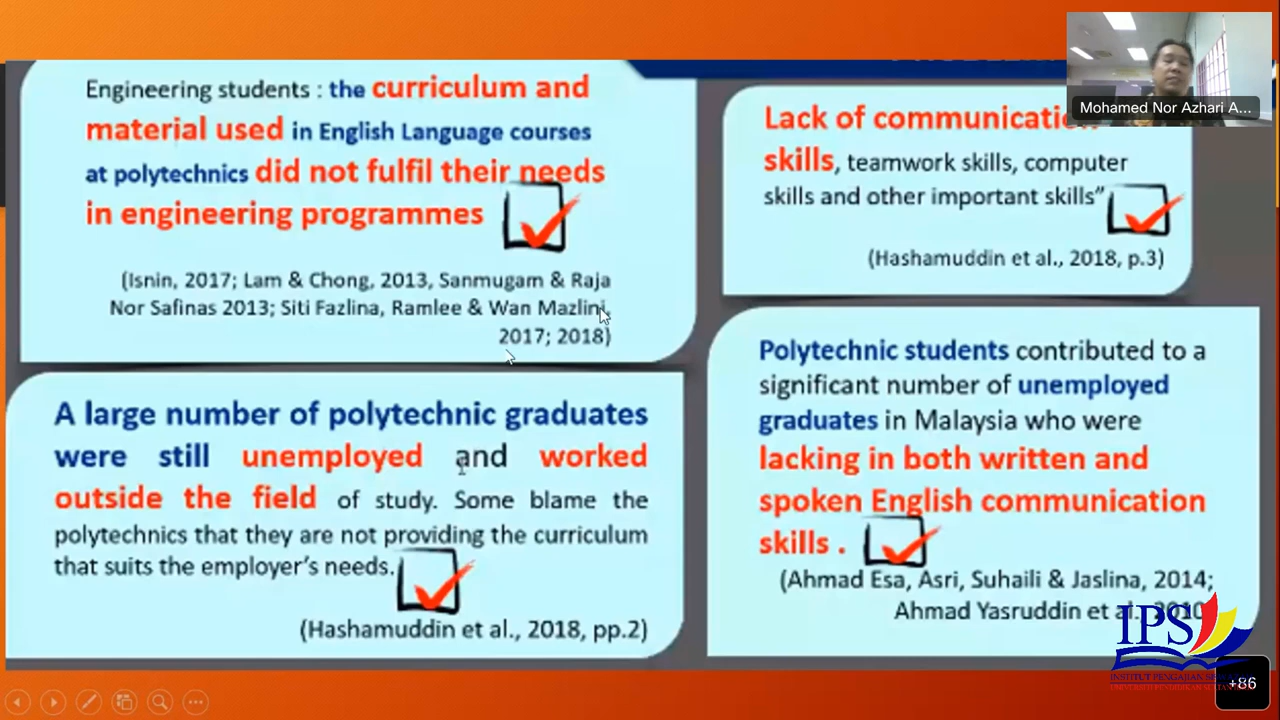 Engineering students : the curriculum and
material used in English Language courses
at polytechnics did not fulfil their needs
in engineering programmes
(Isnin, 2017; Lam & Chong, 2013, Sanmugam & Raja
Nor Safinas 2013; Siti Fazlina, Ramlee & Wan Mazlini,
2017; 2018)
A large number of polytechnic graduates
were still unemployed and worked
outside the field of study. Some blame the
polytechnics that they are not providing the curriculum
that suits the employer's needs.
(Hashamuddin et al., 2018, pp.2)
Mohamed Nor Azhari A...
Lack of communication
skills, teamwork skills, computer
skills and other important skills"
(Hashamuddin et al., 2018, p.3)
Polytechnic students contributed to a
significant number of unemployed
graduates in Malaysia who were
lacking in both written and
spoken English communication
skills .
(Ahmad Esa, Asri, Suhaili & Jaslina, 2014;
Ahmad Yasruddin et al., 2010
IPS
INSTITUT PENGAJIAN
+86